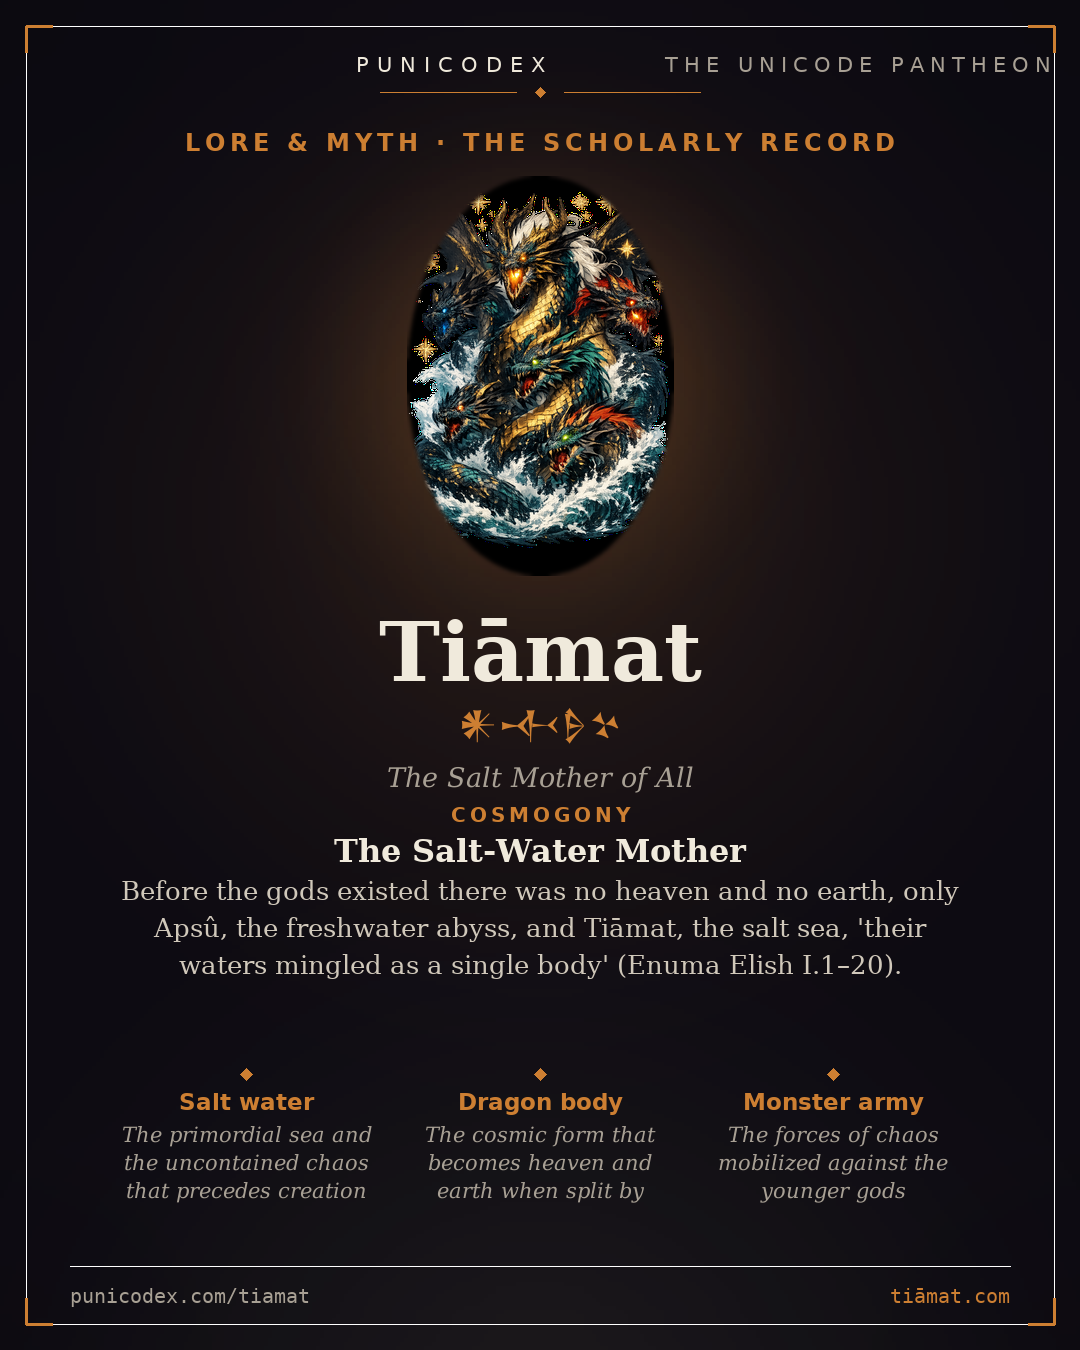 PUNICODEX THE UNICODE PANTHEON
LORE & MYTH · THE SCHOLARLY RECORD
Tiāmat
The Salt Mother of All
COSMOGONY
The Salt-Water Mother
Before the gods existed there was no heaven and no earth, only
Apsû, the freshwater abyss, and Tiāmat, the salt sea, 'their
waters mingled as a single body' (Enuma Elish I.1–20).
Salt water
The primordial sea and
the uncontained chaos
that precedes creation
Dragon body
The cosmic form that
becomes heaven and
earth when split by
Monster army
The forces of chaos
mobilized against the
younger gods
punicodex.com/tiamat
tiāmat.com